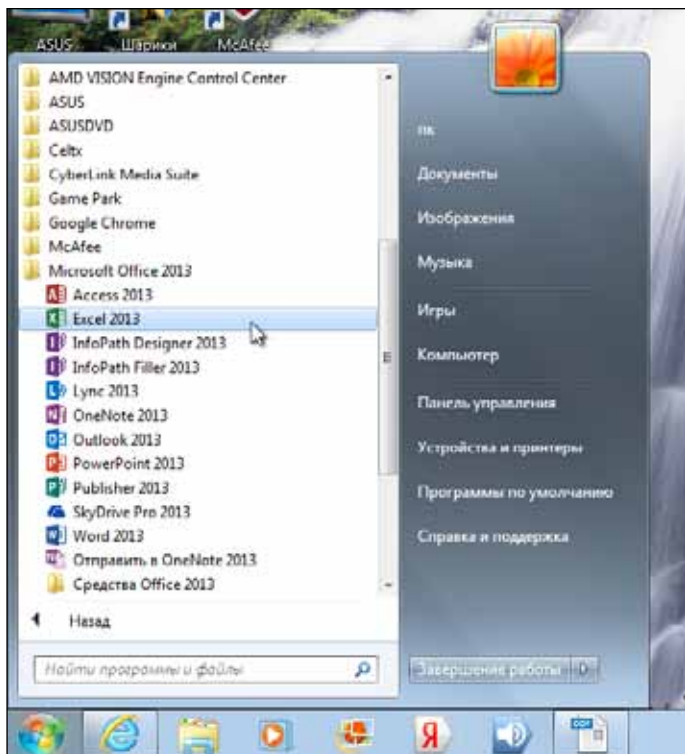 ASUS Шарики McAfee
AMD VISION Engine Control Center
ASUS
ASUSDVD
Celtx
CyberLink Media Suite
Game Park
Google Chrome
McAfee
Microsoft Office 2013
Access 2013
Excel 2013
InfoPath Designer 2013
InfoPath Filler 2013
Lync 2013
OneNote 2013
Outlook 2013
PowerPoint 2013
Publisher 2013
SkyDrive Pro 2013
Word 2013
Отправить в OneNote 2013
Средства Office 2013
Назад
Найти программы и файлы
пк
Документы
Изображения
Музыка
Игры
Компьютер
Панель управления
Устройства и принтеры
Программы по умолчанию
Справка и поддержка
Завершение работы
Я